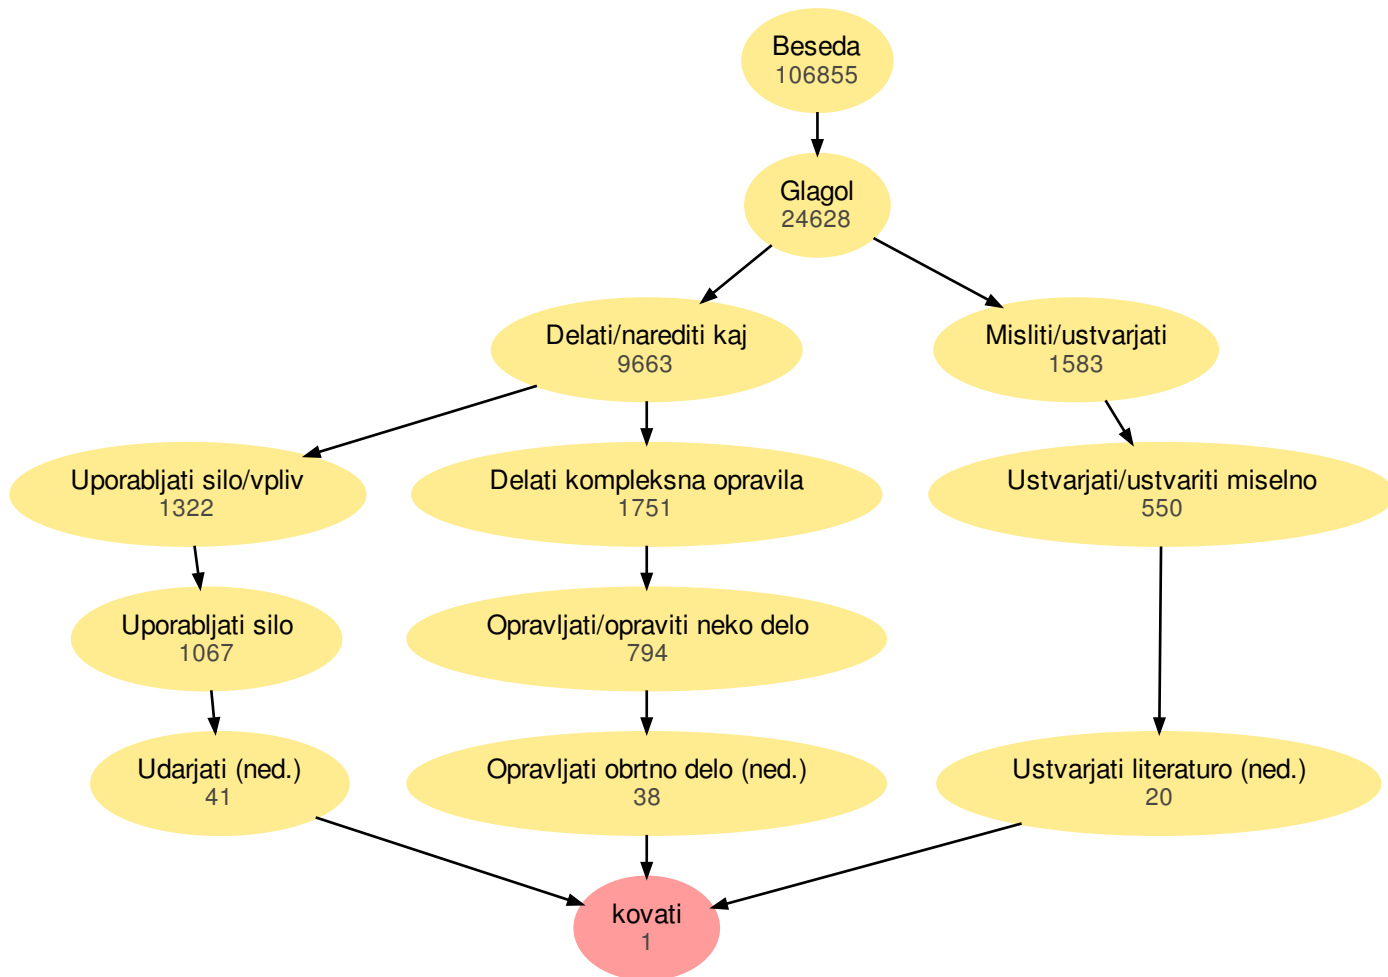 Beseda
106855
Glagol
24628
Delati/narediti kaj
9663
Misliti/ustvarjati
1583
Uporabljati silo/vpliv
1322
Delati kompleksna opravila
1751
Ustvarjati/ustvariti miselno
550
Uporabljati silo
1067
Opravljati/opraviti neko delo
794
Udarjati (ned.)
41
Opravljati obrtno delo (ned.)
38
Ustvarjati literaturo (ned.)
20
kovati
1